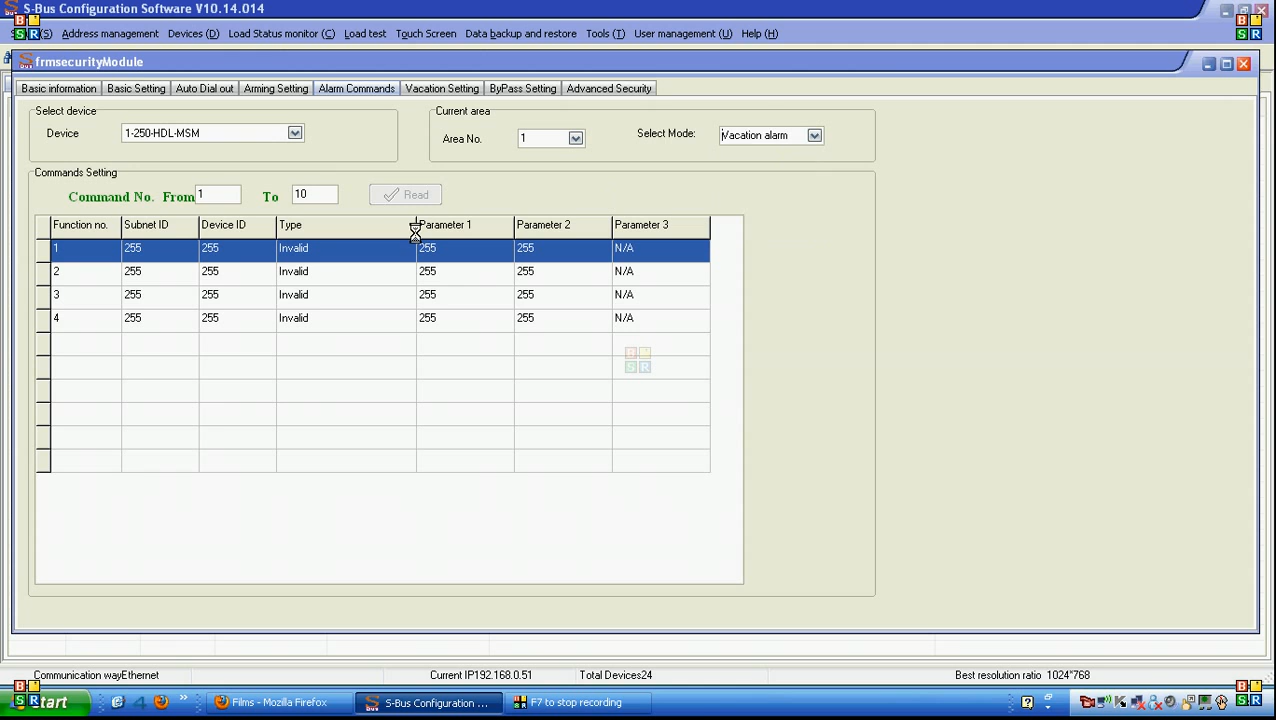 S-Bus Configuration Software V10.14.014
Address management Devices (D) Load Status monitor (C) Load test Touch Screen Data backup and restore Tools (T) User management (U) Help (H)
frmsecurityModule
Basic information Basic Setting Auto Dial out Arming Setting Alarm Commands Vacation Setting ByPass Setting Advanced Security
Select device
Device 1-250-HDL-MSM
Current area
Area No. 1 Select Mode: Vacation alarm
Commands Setting
Command No. From 1 To 10 Read
Function no. Subnet ID Device ID Type Parameter 1 Parameter 2 Parameter 3
1 255 255 Invalid 255 255 N/A
2 255 255 Invalid 255 255 N/A
3 255 255 Invalid 255 255 N/A
4 255 255 Invalid 255 255 N/A
B S R
Communication wayEthernet Current IP192.168.0.51 Total Devices24 Best resolution ratio 1024*768
Start Films - Mozilla Firefox S-Bus Configuration ... F7 to stop recording